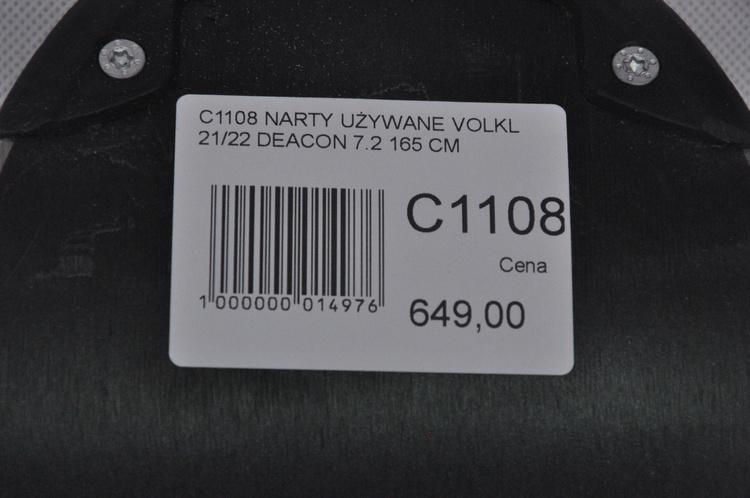 C1108 NARTY UŻYWANE VOLKL
21/22 DEACON 7.2 165 CM
C1108
Cena
649,00
1 000000 014976